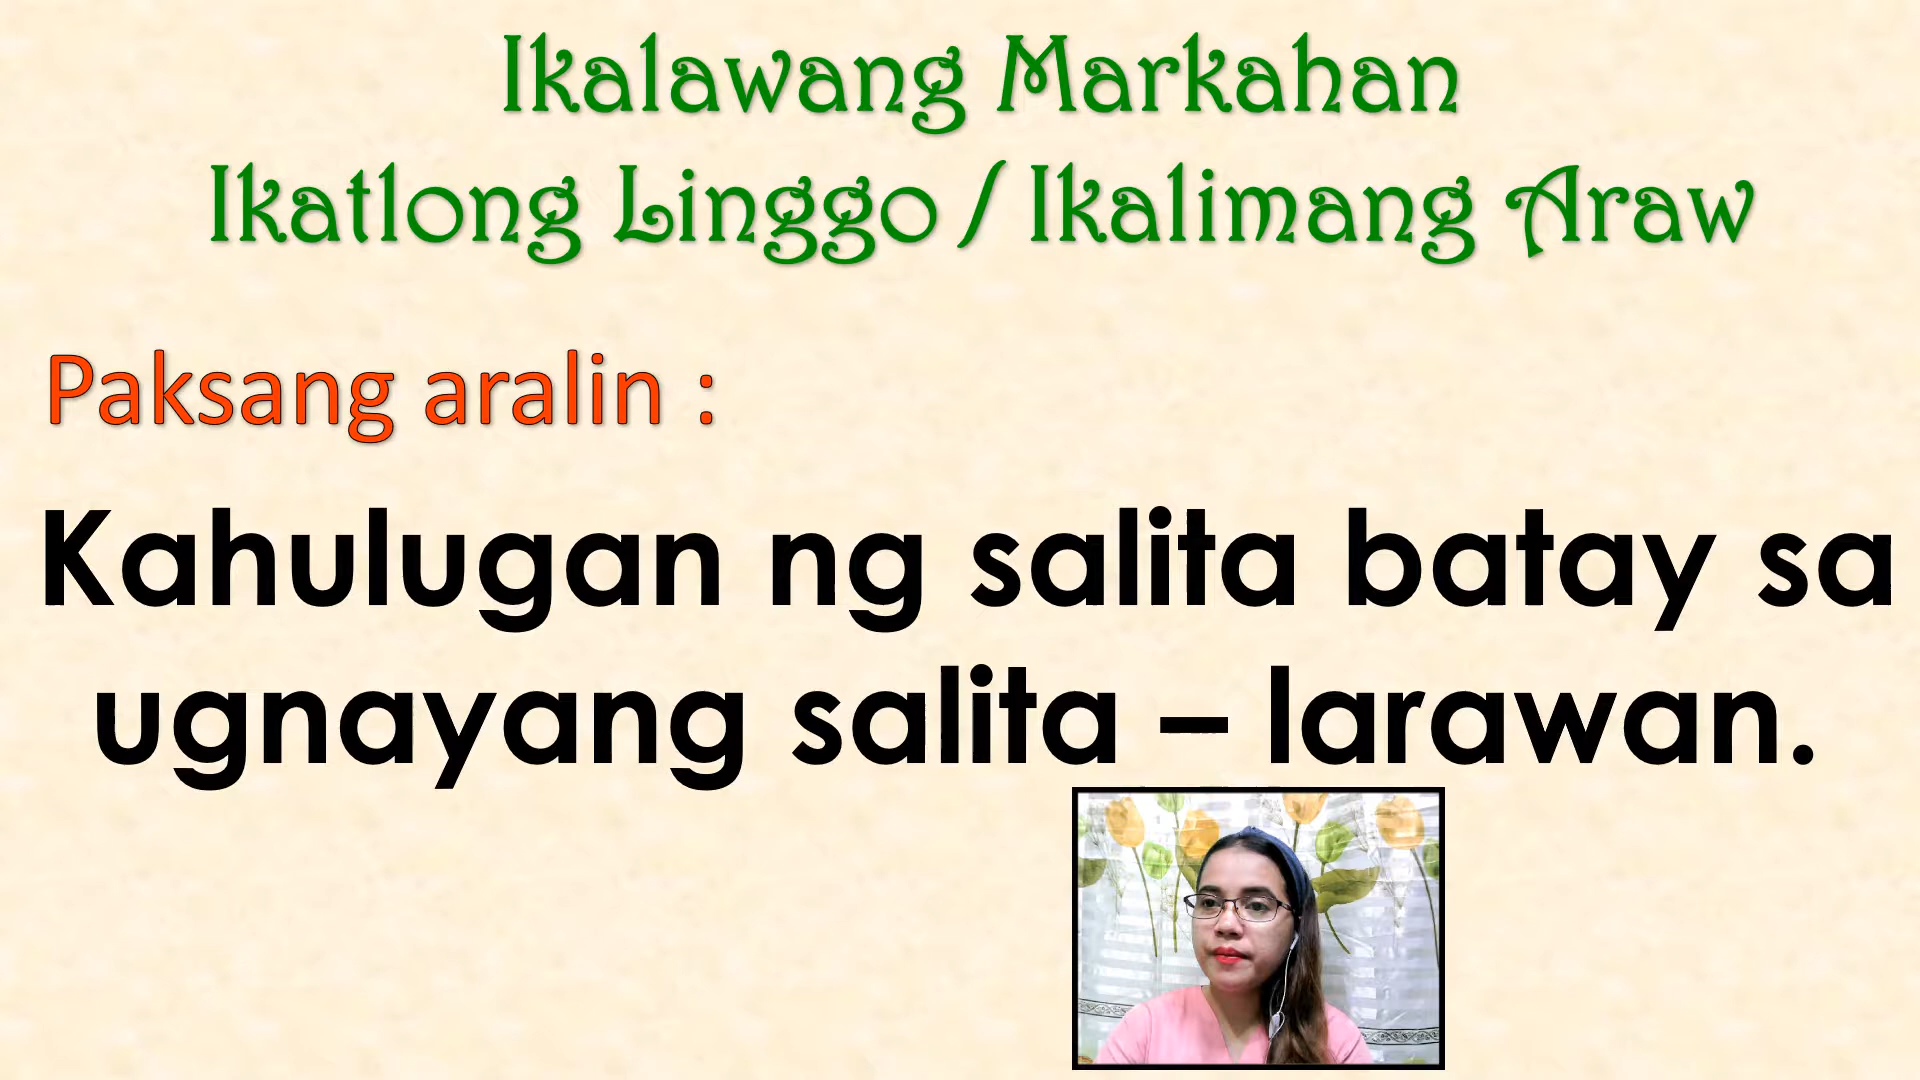 Ikalawang Markahan
Ikatlong Linggo / Ikalimang Araw
Paksang aralin :
Kahulugan ng salita batay sa
ugnayang salita – larawan.